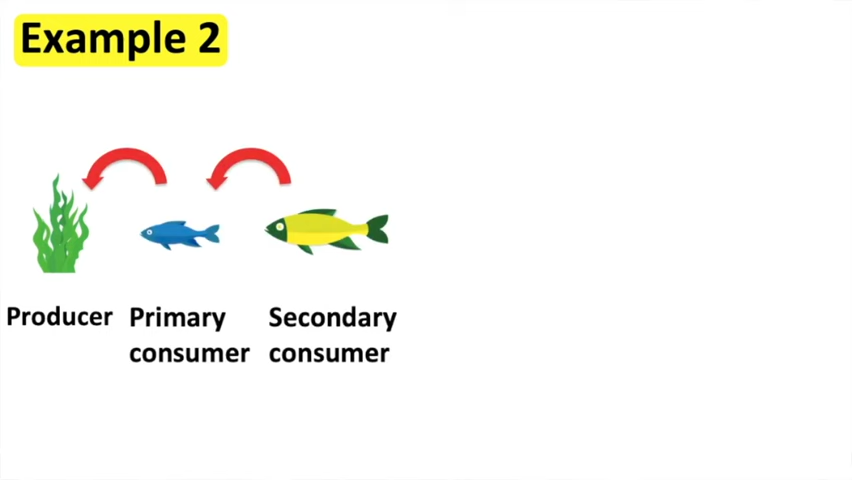 Example 2
Producer
Primary
consumer
Secondary
consumer